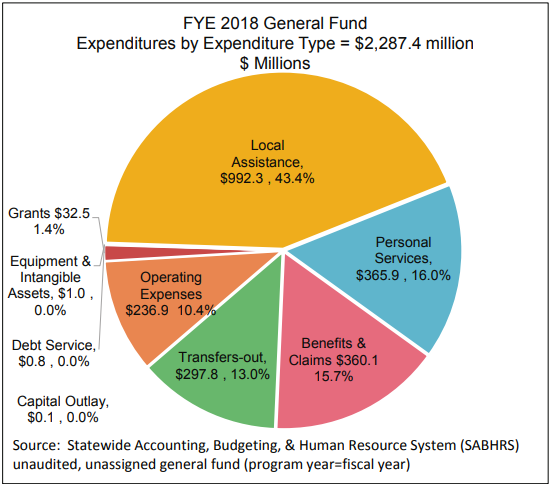 FYE 2018 General Fund
Expenditures by Expenditure Type = $2,287.4 million
$ Millions
Local
Assistance,
$992.3 , 43.4%
Personal
Services,
$365.9 , 16.0%
Benefits &
Claims $360.1
15.7%
Transfers-out,
$297.8 , 13.0%
Operating
Expenses
$236.9  10.4%
Grants $32.5
1.4%
Equipment &
Intangible
Assets, $1.0 ,
0.0%
Debt Service,
$0.8 , 0.0%
Capital Outlay,
$0.1 , 0.0%
Source:  Statewide Accounting, Budgeting, & Human Resource System (SABHRS)
unaudited, unassigned general fund (program year=fiscal year)